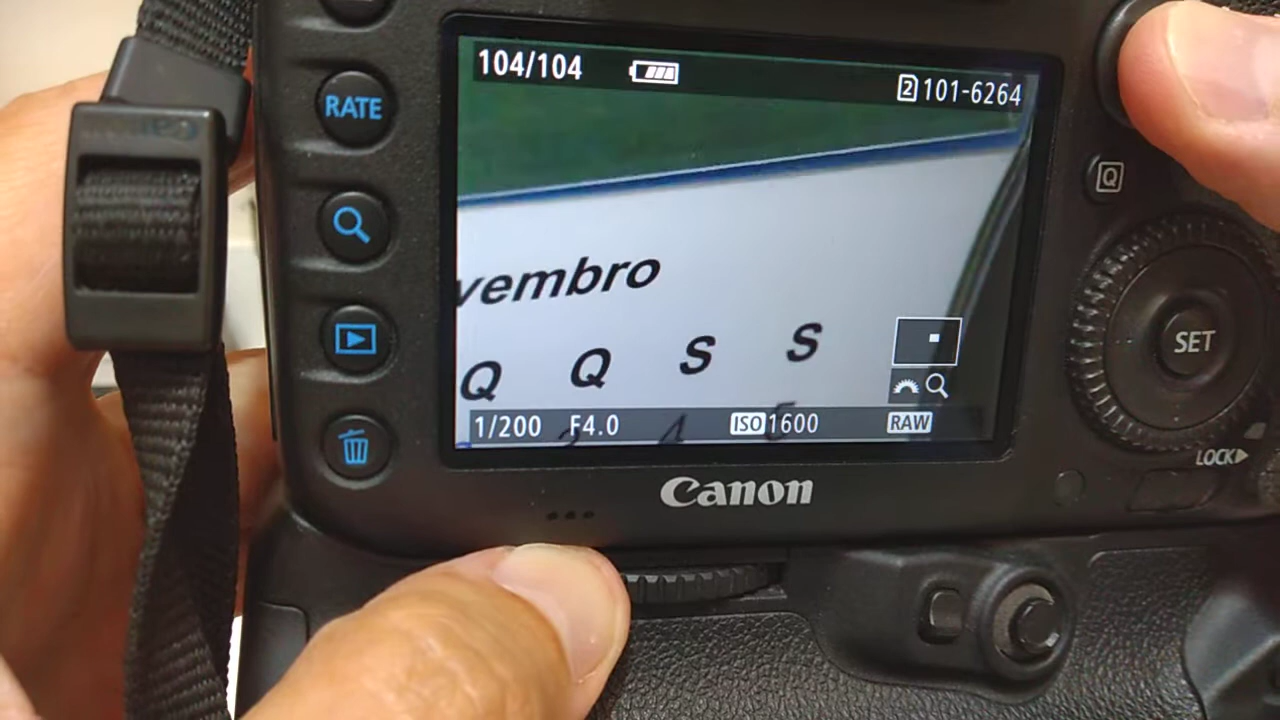 104/104
2 101-6264
RATE
Q
vembro
SET
Q Q S S
1/200 F4.0 ISO 1600 RAW
LOCK
Canon